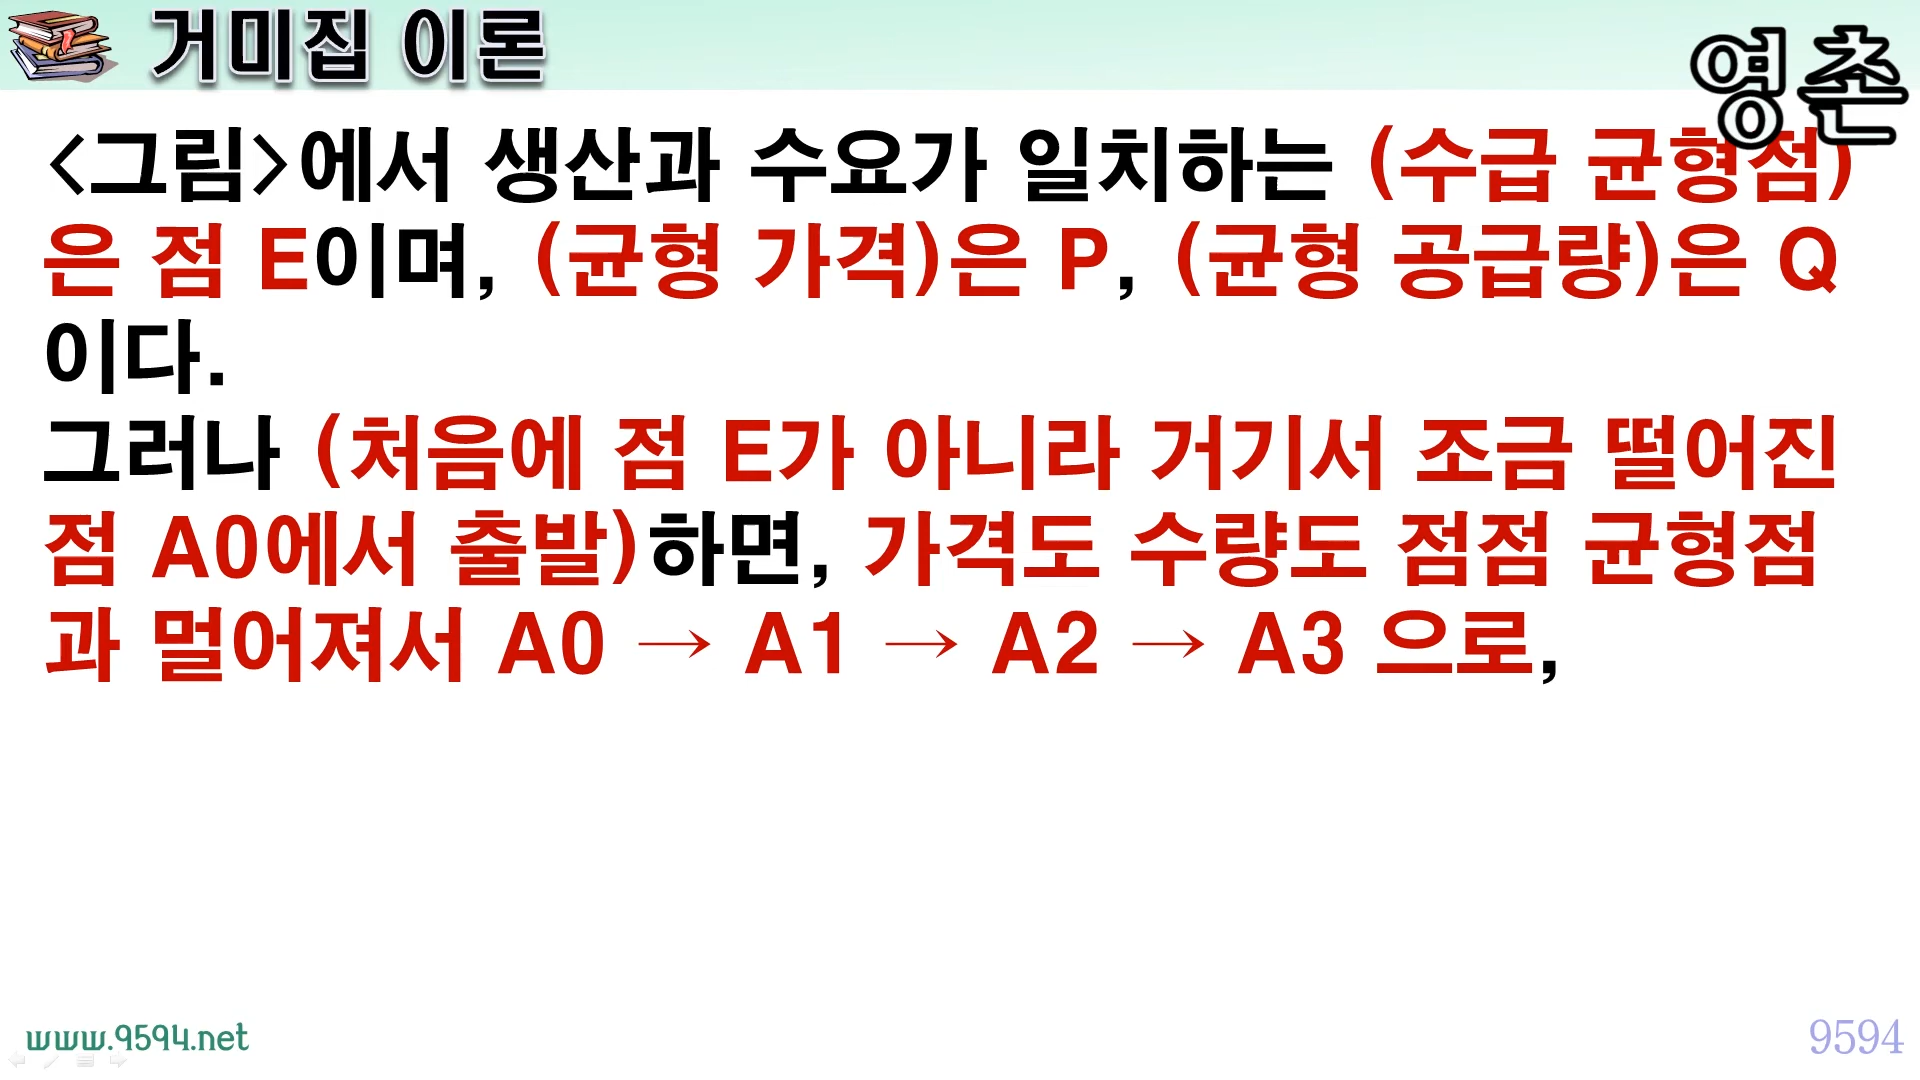 거미집 이론
영촌
<그림>에서 생산과 수요가 일치하는 (수급 균형점)
은 점 E이며, (균형 가격)은 P, (균형 공급량)은 Q
이다.
그러나 (처음에 점 E가 아니라 거기서 조금 떨어진
점 A0에서 출발)하면, 가격도 수량도 점점 균형점
과 멀어져서 A0 → A1 → A2 → A3 으로,
www.9594.net
9594